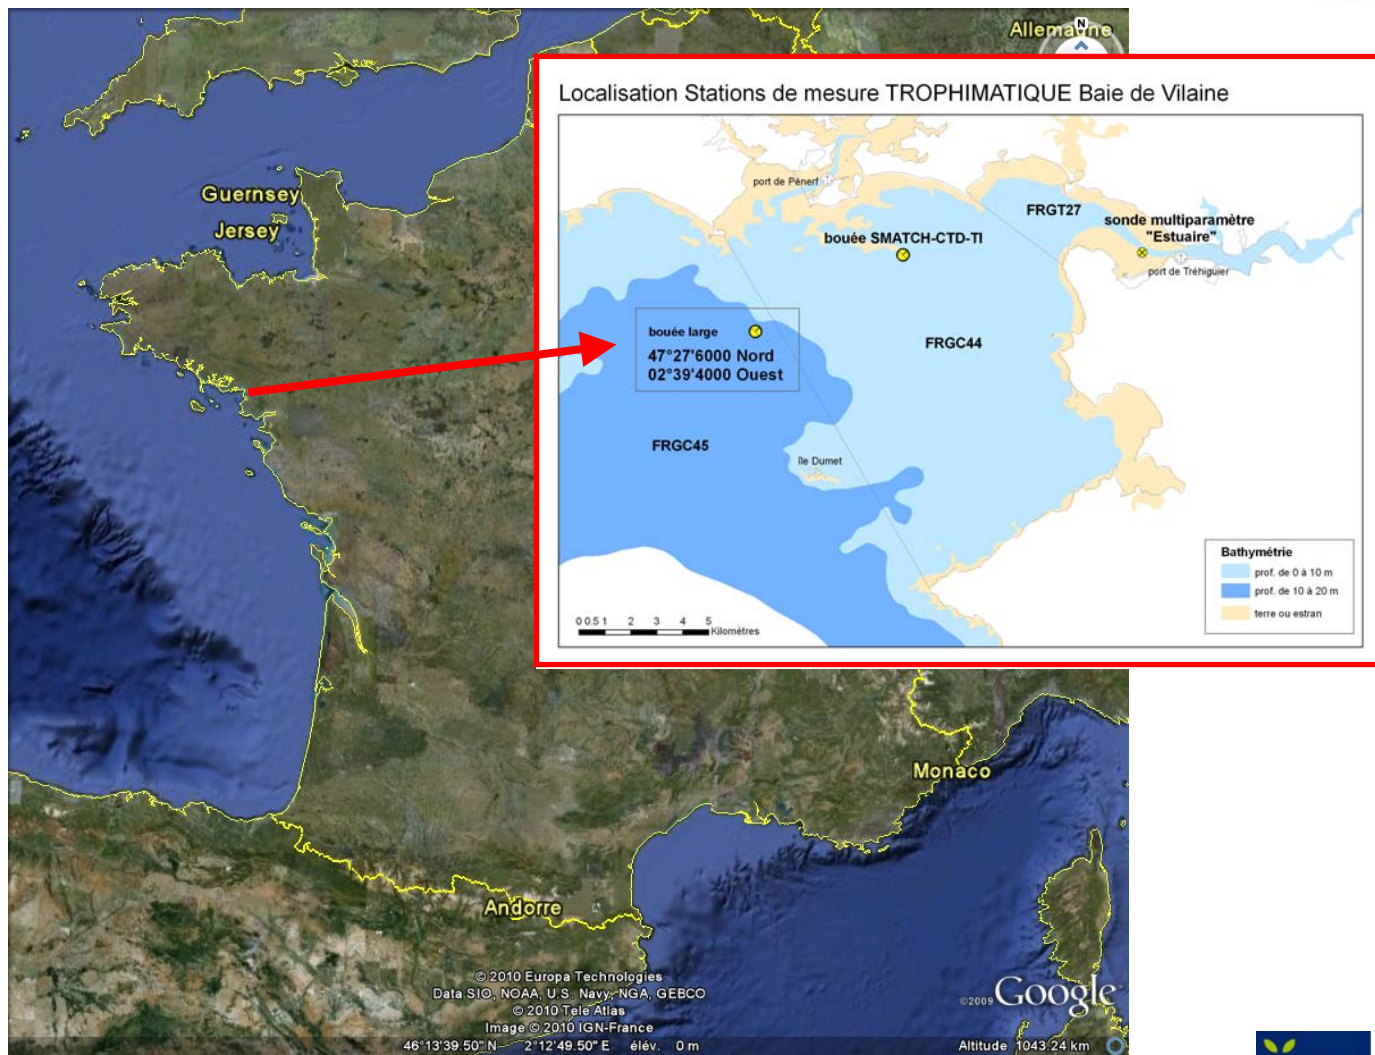 Allemagne
N
Localisation Stations de mesure TROPHIMATIQUE Baie de Vilaine
port de Pénerf
FRGT27
sonde multiparamètre
"Estuaire"
bouée SMATCH-CTD-TI
port de Tréhiguier
Guernsey
Jersey
bouée large
47°27'6000 Nord
02°39'4000 Ouest
FRGC44
FRGC45
île Dumet
Bathymétrie
prof. de 0 à 10 m
prof. de 10 à 20 m
terre ou estran
0 0.5 1 2 3 4 5
Kilomètres
Monaco
Andorre
© 2010 Europa Technologies
Data SIO, NOAA, U.S. Navy, NGA, GEBCO
© 2010 Tele Atlas
Image © 2010 IGN-France
©2009 Google
46°13'39.50" N 2°12'49.50" E élév. 0 m
Altitude 1043.24 km